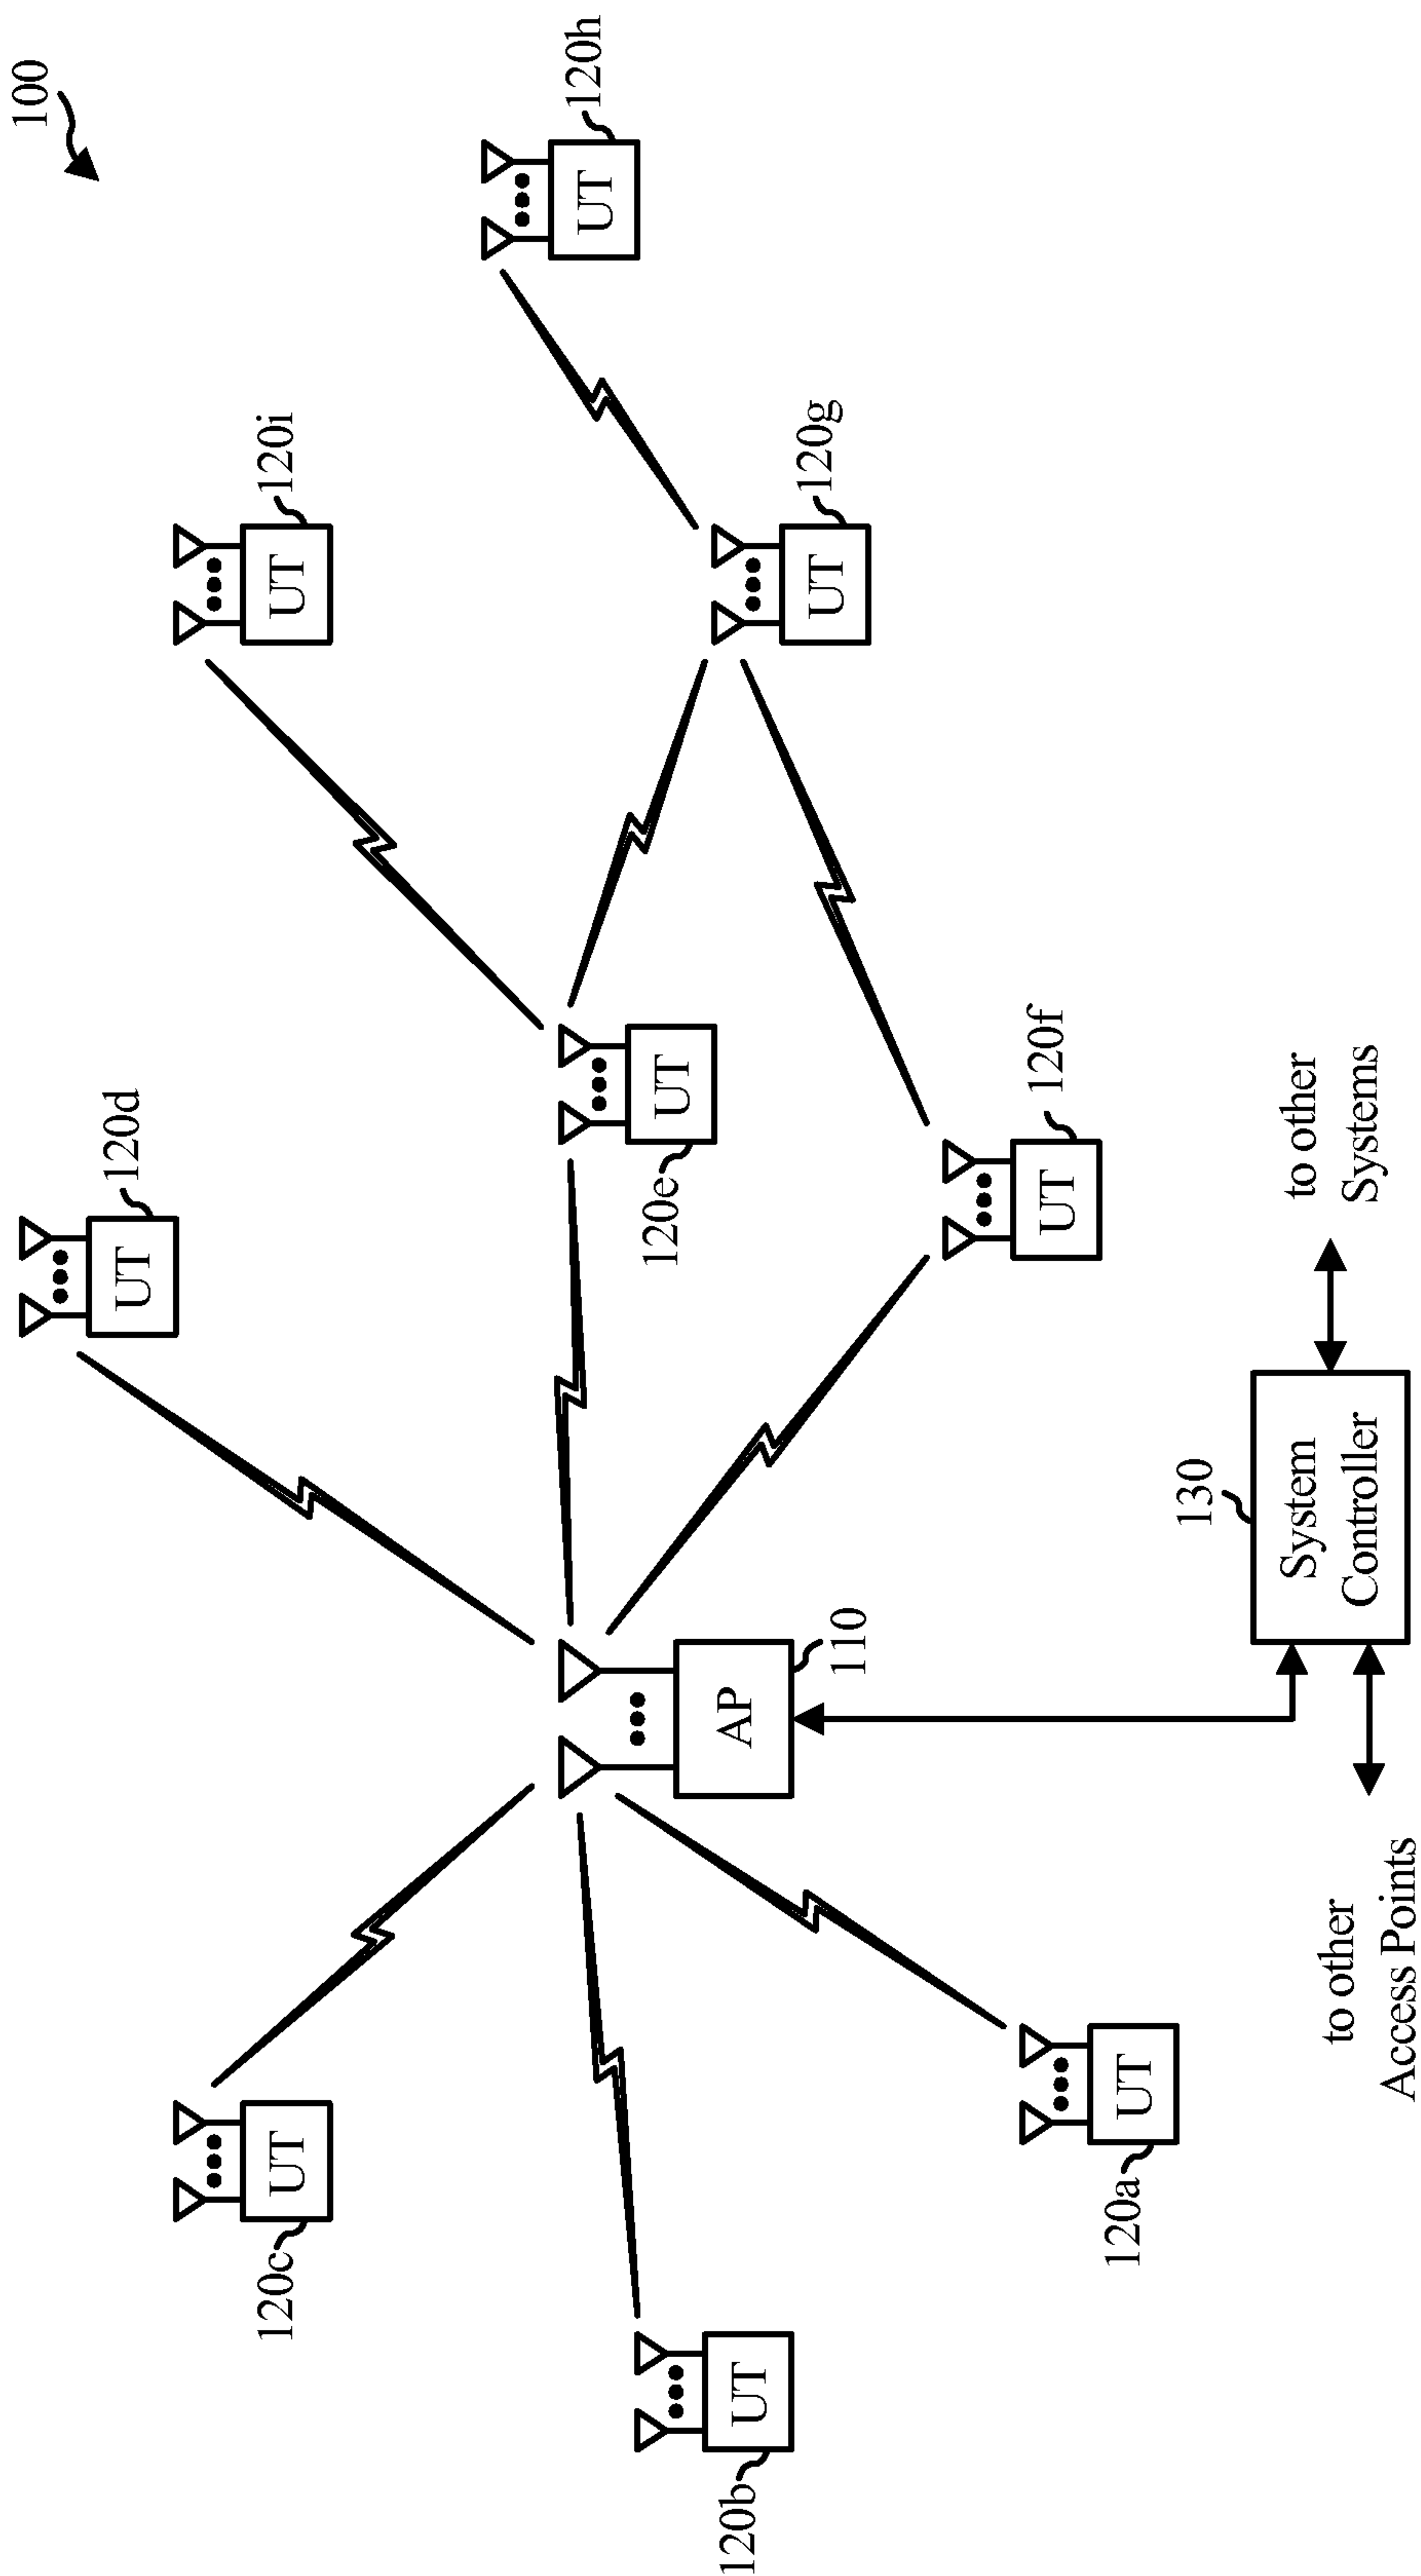 100
120d
UT
120i
UT
120c
UT
120h
UT
120e
UT
120g
UT
120b
UT
AP
110
120f
UT
120a
UT
130
System
Controller
to other
Systems
to other
Access Points